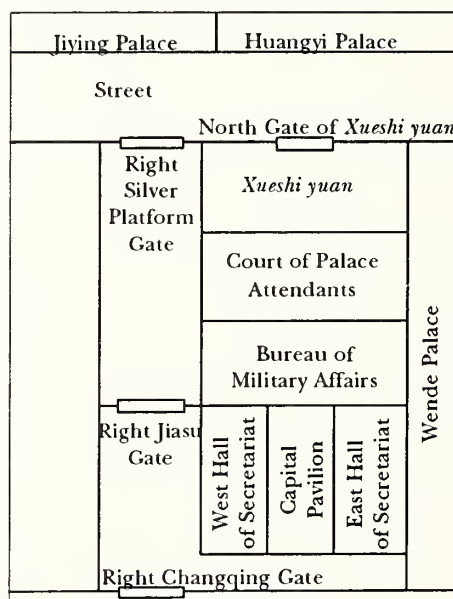 Jiying Palace
Huangyi Palace
Street
North Gate of Xueshi yuan
Right
Silver
Platform
Gate
Xueshi yuan
Court of Palace
Attendants
Bureau of
Military Affairs
Wende Palace
Right Jiasu
Gate
West Hall
of Secretariat
Capital
Pavilion
East Hall
of Secretariat
Right Changqing Gate